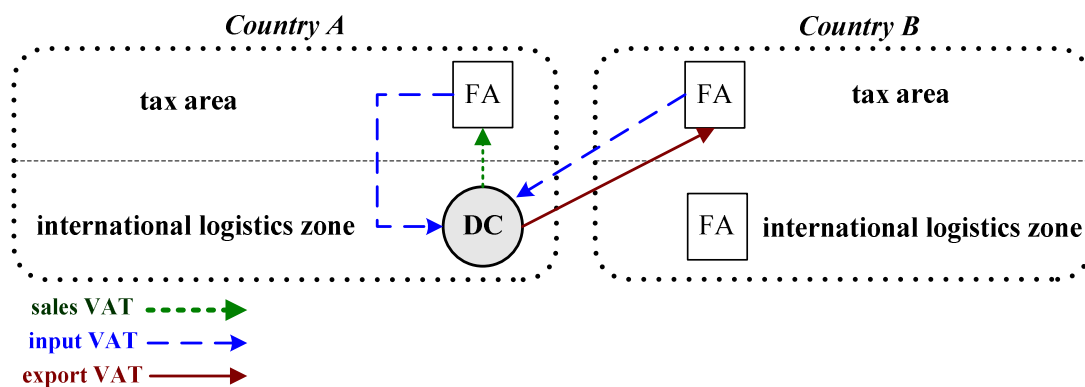 Country A
Country B
tax area
FA
FA
tax area
international logistics zone
DC
FA
international logistics zone
sales VAT
input VAT
export VAT